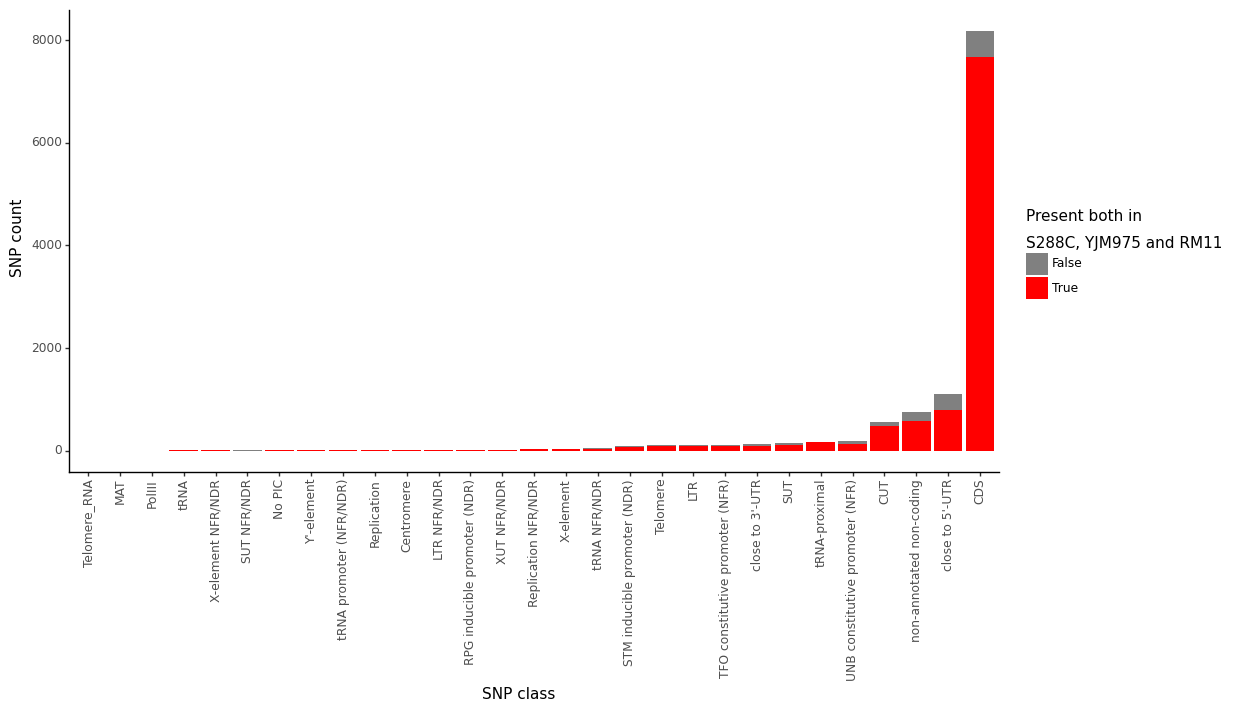 8000
6000
4000
2000
0
SNP count
Telomere_RNA
MAT
PolIII
tRNA
X-element NFR/NDR
SUT NFR/NDR
No PIC
Y'-element
tRNA promoter (NFR/NDR)
Replication
Centromere
LTR NFR/NDR
RPG inducible promoter (NDR)
XUT NFR/NDR
Replication NFR/NDR
X-element
tRNA NFR/NDR
STM inducible promoter (NDR)
Telomere
LTR
TFO constitutive promoter (NFR)
close to 3'-UTR
SUT
tRNA-proximal
UNB constitutive promoter (NFR)
CUT
non-annotated non-coding
close to 5'-UTR
CDS
SNP class
Present both in
S288C, YJM975 and RM11
False
True